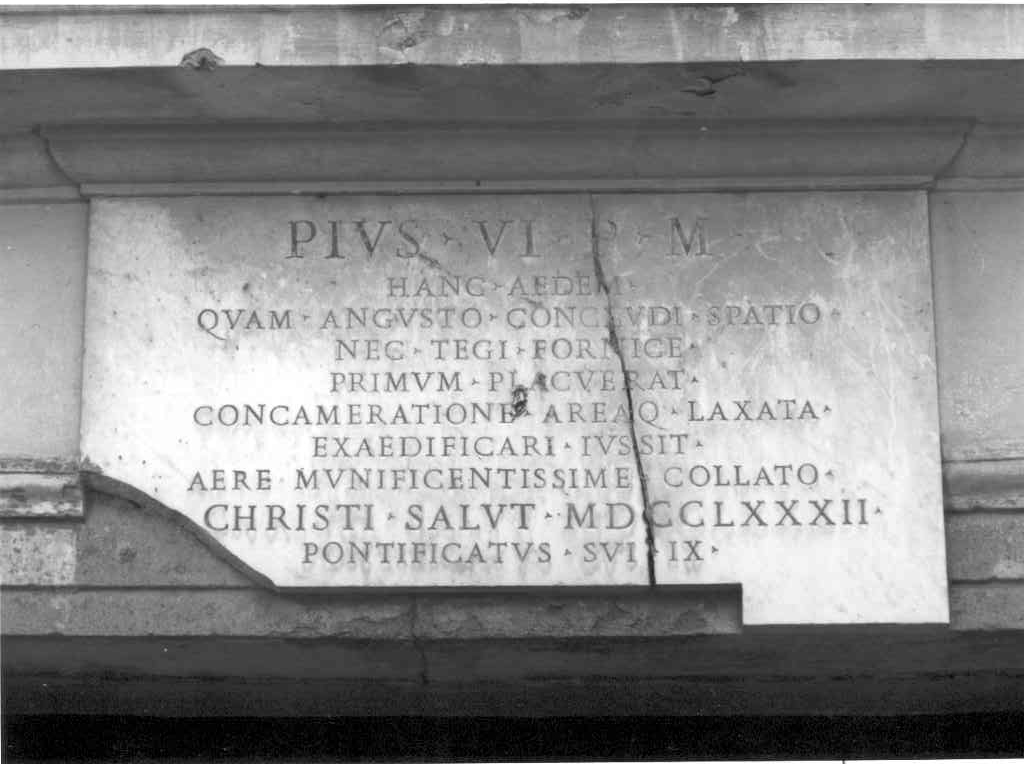 PIVS · VI · P · M
HANC · AEDEM ·
QVAM · ANGVSTO · CONCLVDI · SPATIO ·
NEC · TEGI · FORNICE ·
PRIMVM · PLACVERAT ·
CONCAMERATIONE · AREAQ · LAXATA ·
EXAEDIFICARI · IVSSIT ·
AERE · MVNIFICENTISSIME · COLLATO ·
CHRISTI · SALVT · MDCCLXXXII ·
PONTIFICATVS · SVI · IX ·